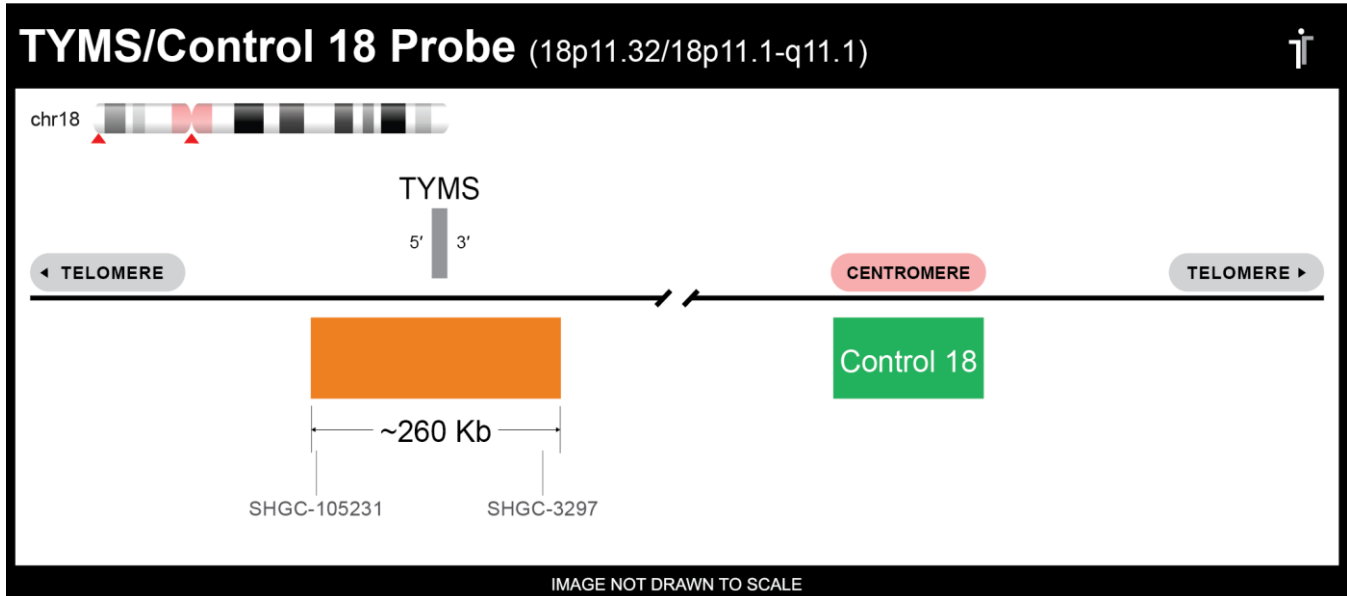 TYMS/Control 18 Probe (18p11.32/18p11.1-q11.1)
chr18
TYMS
5′ 3′
◂ TELOMERE
CENTROMERE
TELOMERE ▸
Control 18
~260 Kb
SHGC-105231
SHGC-3297
IMAGE NOT DRAWN TO SCALE